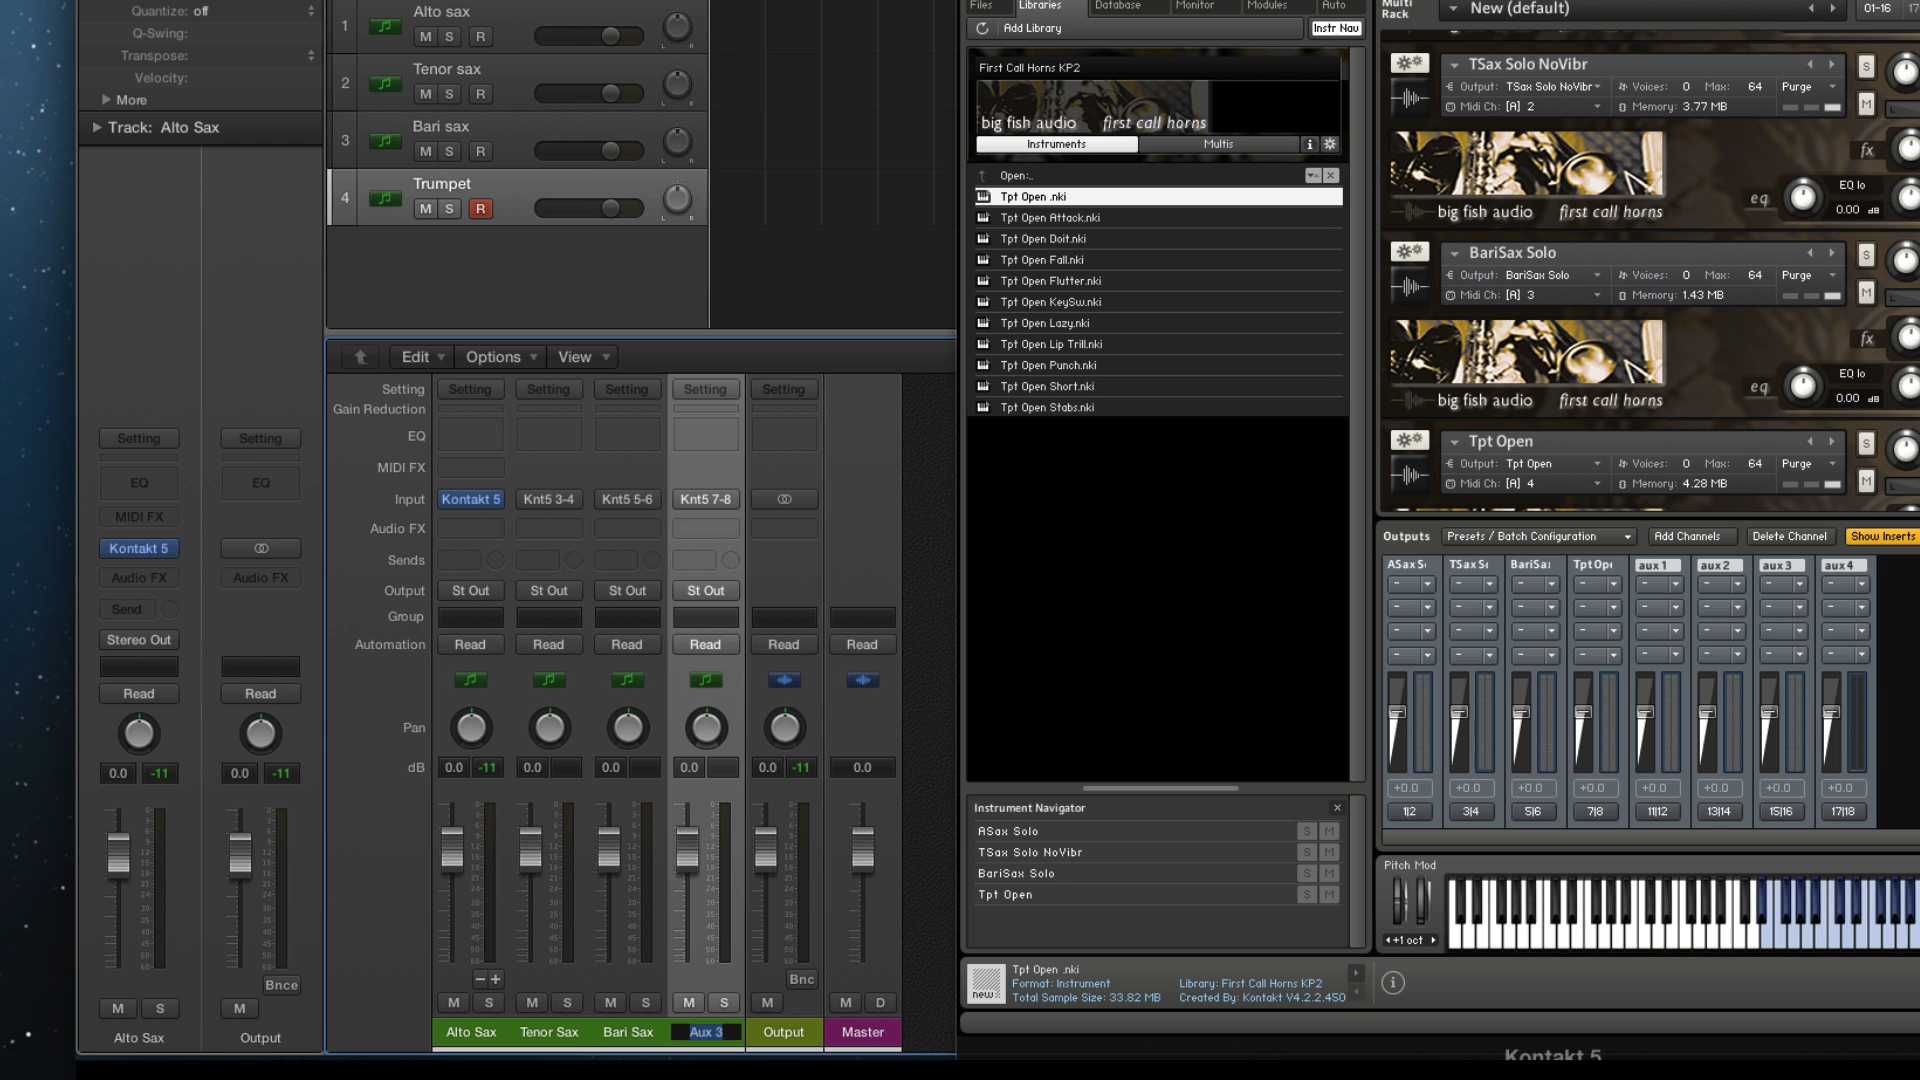 Quantize: off
Q-Swing:
Transpose:
Velocity:
More
Track: Alto Sax
Setting Setting
EQ EQ
MIDI FX
Kontakt 5
Audio FX Audio FX
Send
Stereo Out
Read Read
0.0 -11 0.0 -11
Bnce
M S M
Alto Sax Output
1 Alto sax
M S R
2 Tenor sax
M S R
3 Bari sax
M S R
4 Trumpet
M S R
Edit Options View
Setting Setting Setting Setting Setting Setting
Gain Reduction
EQ
MIDI FX
Input Kontakt 5 Knt5 3-4 Knt5 5-6 Knt5 7-8
Audio FX
Sends
Output St Out St Out St Out St Out
Group
Automation Read Read Read Read Read Read
Pan
dB 0.0 -11 0.0 0.0 0.0 0.0 -11 0.0
Bnc
M S M S M S M S M M D
Alto Sax Tenor Sax Bari Sax Aux 3 Output Master
Files Libraries Database Monitor Modules Auto
Add Library Instr Nav
First Call Horns KP2
big fish audio first call horns
Instruments Multis
Open:..
Tpt Open .nki
Tpt Open Attack.nki
Tpt Open Doit.nki
Tpt Open Fall.nki
Tpt Open Flutter.nki
Tpt Open KeySw.nki
Tpt Open Lazy.nki
Tpt Open Lip Trill.nki
Tpt Open Punch.nki
Tpt Open Short.nki
Tpt Open Stabs.nki
Instrument Navigator
ASax Solo S M
TSax Solo NoVibr S M
BariSax Solo S M
Tpt Open S M
new
Tpt Open .nki
Format: Instrument Library: First Call Horns KP2
Total Sample Size: 33.82 MB Created By: Kontakt V4.2.2.450
Multi Rack New (default) 01-16 17
TSax Solo NoVibr S
Output: TSax Solo NoVibr Voices: 0 Max: 64 Purge
Midi Ch: [A] 2 Memory: 3.77 MB M
fx
eq EQ lo
0.00 dB
big fish audio first call horns
BariSax Solo S
Output: BariSax Solo Voices: 0 Max: 64 Purge
Midi Ch: [A] 3 Memory: 1.43 MB M
fx
eq EQ lo
0.00 dB
big fish audio first call horns
Tpt Open S
Output: Tpt Open Voices: 0 Max: 64 Purge
Midi Ch: [A] 4 Memory: 4.28 MB M
Outputs Presets / Batch Configuration Add Channels Delete Channel Show Inserts
ASax S TSax S BariSa Tpt Ope aux 1 aux 2 aux 3 aux 4
+0.0 +0.0 +0.0 +0.0 +0.0 +0.0 +0.0 +0.0
1|2 3|4 5|6 7|8 11|12 13|14 15|16 17|18
Pitch Mod
+1 oct
Kontakt 5